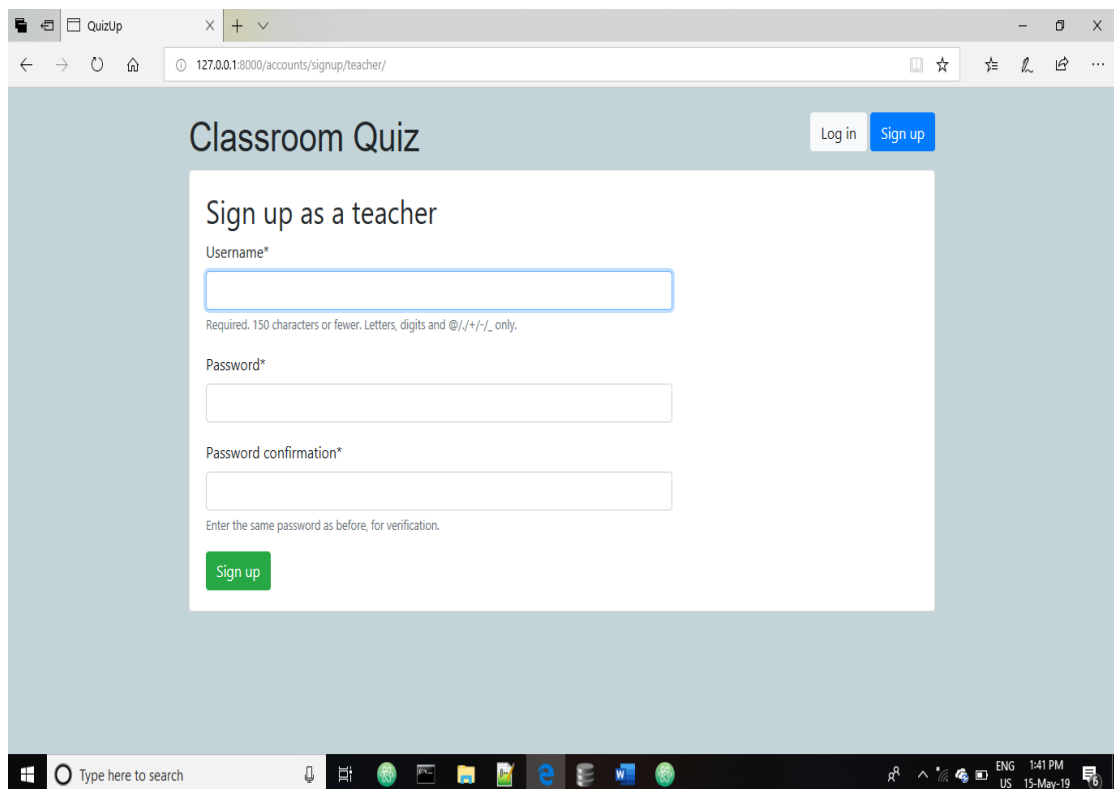 QuizUp
127.0.0.1:8000/accounts/signup/teacher/
Classroom Quiz
Log in
Sign up
Sign up as a teacher
Username*
Required. 150 characters or fewer. Letters, digits and @/./+/-/_ only.
Password*
Password confirmation*
Enter the same password as before, for verification.
Sign up
Type here to search
ENG 1:41 PM
US 15-May-19
6